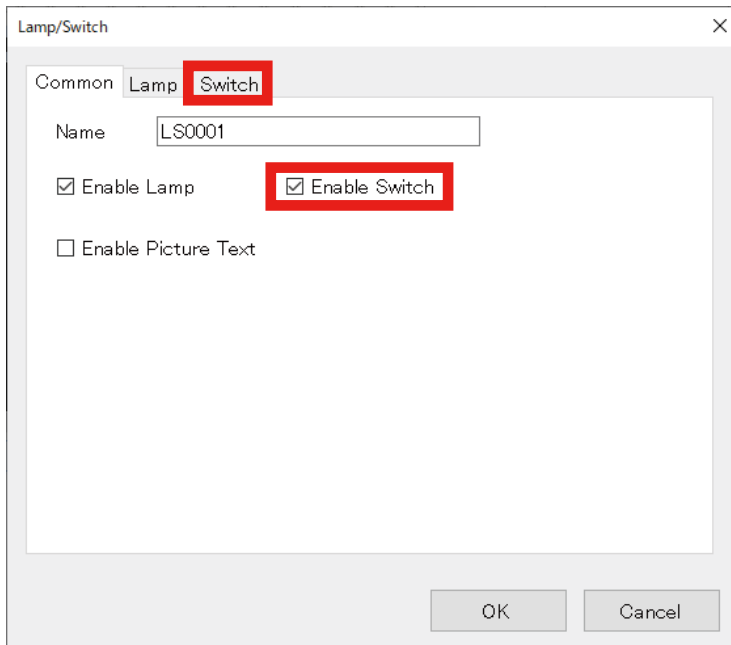 Lamp/Switch
Common Lamp Switch
Name LS0001
Enable Lamp Enable Switch
Enable Picture Text
OK Cancel